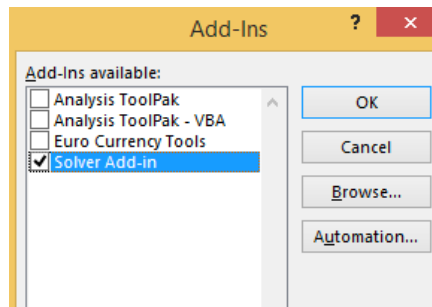 Add-Ins
? ×
Add-Ins available:
Analysis ToolPak
Analysis ToolPak - VBA
Euro Currency Tools
Solver Add-in
OK
Cancel
Browse...
Automation...